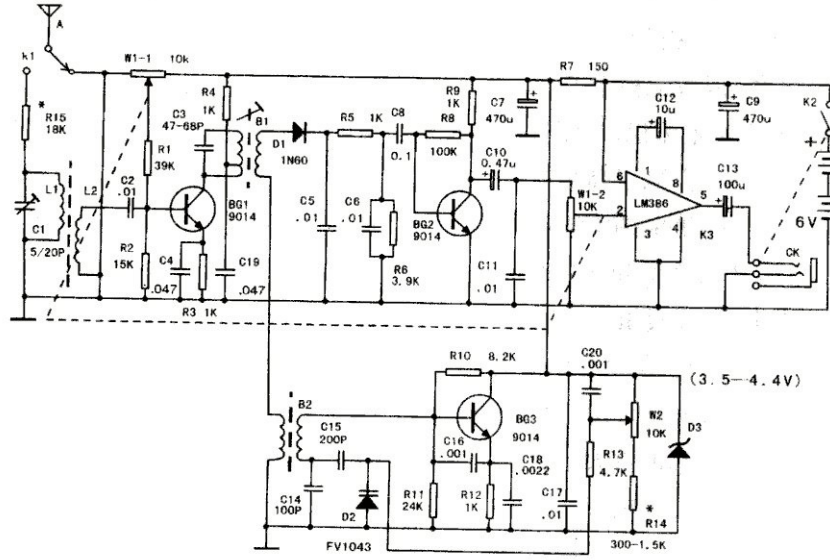 A
k1
W1-1 10k
*
R15
18K
L1
L2
C1
5/20P
C2
.01
R1
39K
R2
15K
C3
47-68P
R4
1K
B1
BG1
9014
C4
.047
R3 1K
C19
.047
D1
1N60
R5 1K
C5
.01
C6
.01
R6
3.9K
C8
0.1
R8
100K
R9
1K
BG2
9014
C7
470u
+
C10
0.47u
+
C11
.01
W1-2
10K
R7 150
C12
10u
+
1
8
6
2
LM386
5
3
4
K3
C9
470u
+
C13
100u
+
K2
+
6V
CK
B2
C14
100P
C15
200P
D2
FV1043
R10 8.2K
BG3
9014
C16
.001
R11
24K
R12
1K
C18
.0022
C17
.01
C20
.001
(3.5--4.4V)
W2
10K
R13
4.7K
*
R14
300-1.5K
D3